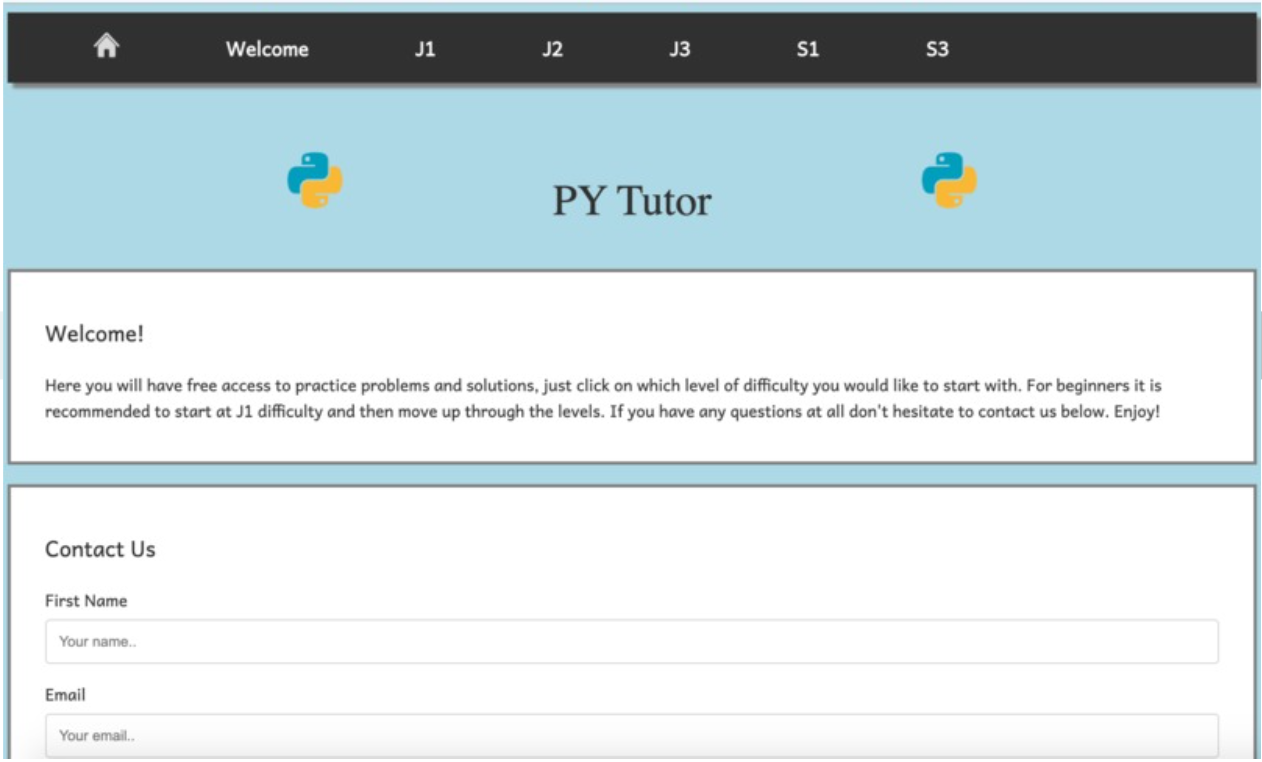 Welcome J1 J2 J3 S1 S3
PY Tutor
Welcome!
Here you will have free access to practice problems and solutions, just click on which level of difficulty you would like to start with. For beginners it is
recommended to start at J1 difficulty and then move up through the levels. If you have any questions at all don't hesitate to contact us below. Enjoy!
Contact Us
First Name
Your name..
Email
Your email..